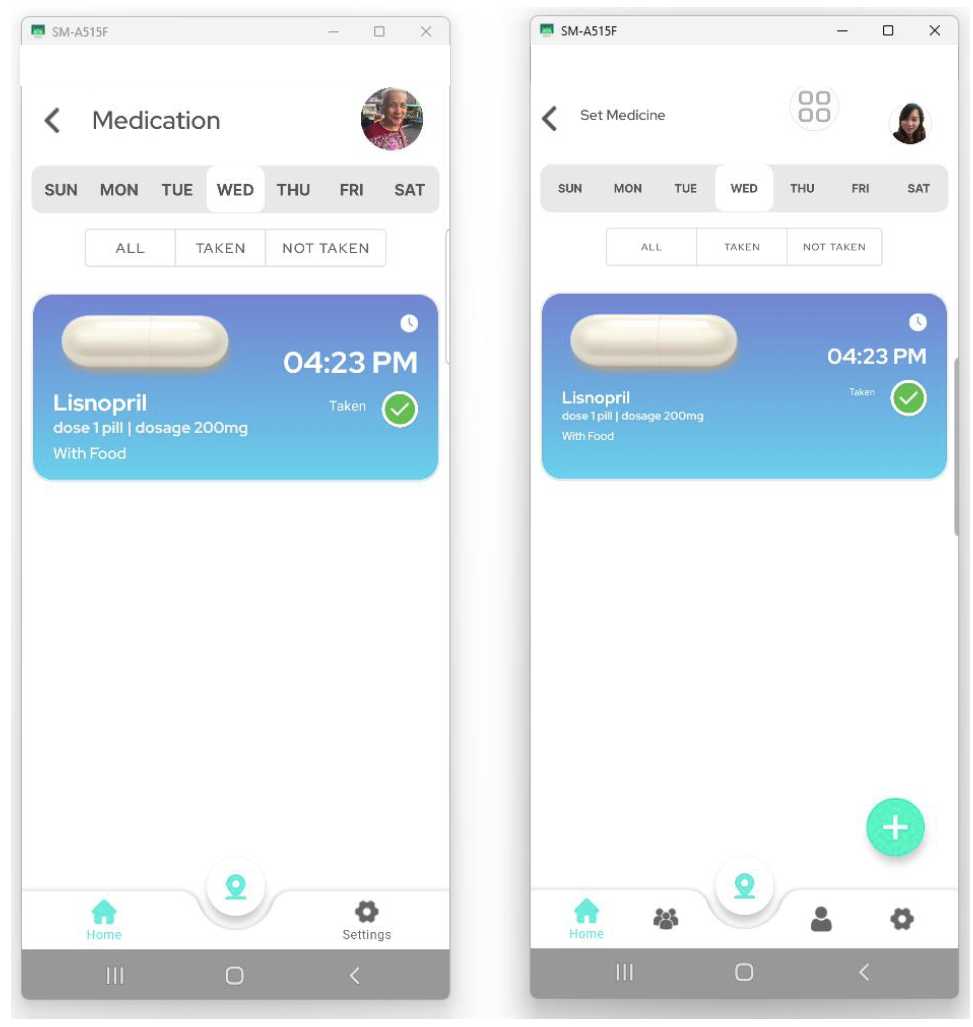 SM-A515F
Medication
SUN MON TUE WED THU FRI SAT
ALL TAKEN NOT TAKEN
04:23 PM
Lisnopril
Taken
dose 1 pill | dosage 200mg
With Food
Home
Settings
SM-A515F
Set Medicine
SUN MON TUE WED THU FRI SAT
ALL TAKEN NOT TAKEN
04:23 PM
Lisnopril
Taken
dose 1 pill | dosage 200mg
With Food
Home